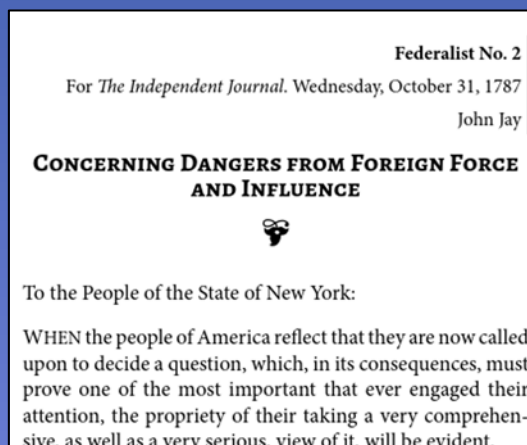 Federalist No. 2
For The Independent Journal. Wednesday, October 31, 1787
John Jay
Concerning Dangers from Foreign Force
and Influence
To the People of the State of New York:
WHEN the people of America reflect that they are now called
upon to decide a question, which, in its consequences, must
prove one of the most important that ever engaged their
attention, the propriety of their taking a very comprehen-
sive, as well as a very serious, view of it, will be evident.